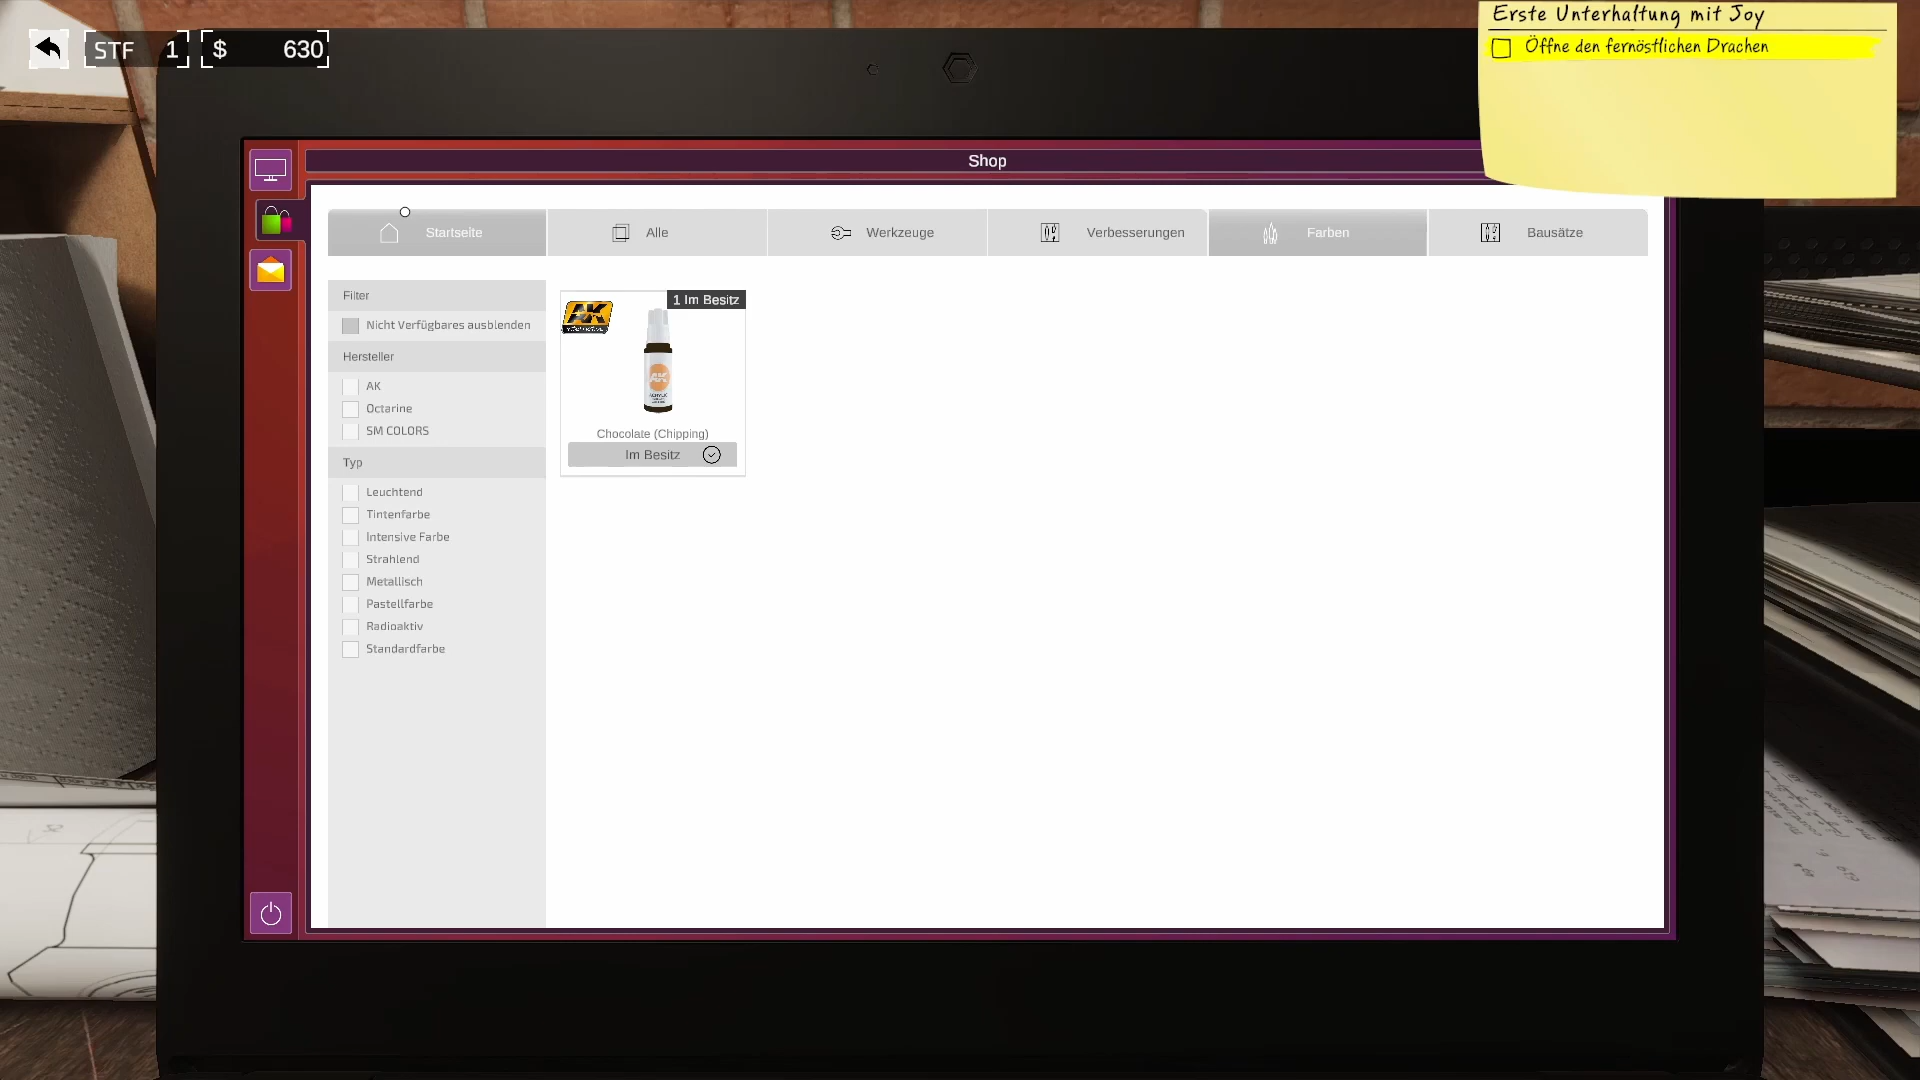 STF 1 $ 630
Erste Unterhaltung mit Joy
Öffne den fernöstlichen Drachen
Shop
Startseite Alle Werkzeuge Verbesserungen Farben Bausätze
Filter
Nicht Verfügbares ausblenden
Hersteller
AK
Octarine
SM COLORS
Typ
Leuchtend
Tintenfarbe
Intensive Farbe
Strahlend
Metallisch
Pastellfarbe
Radioaktiv
Standardfarbe
1 Im Besitz
AK
AK
ACRYLIC
Chocolate (Chipping)
Im Besitz